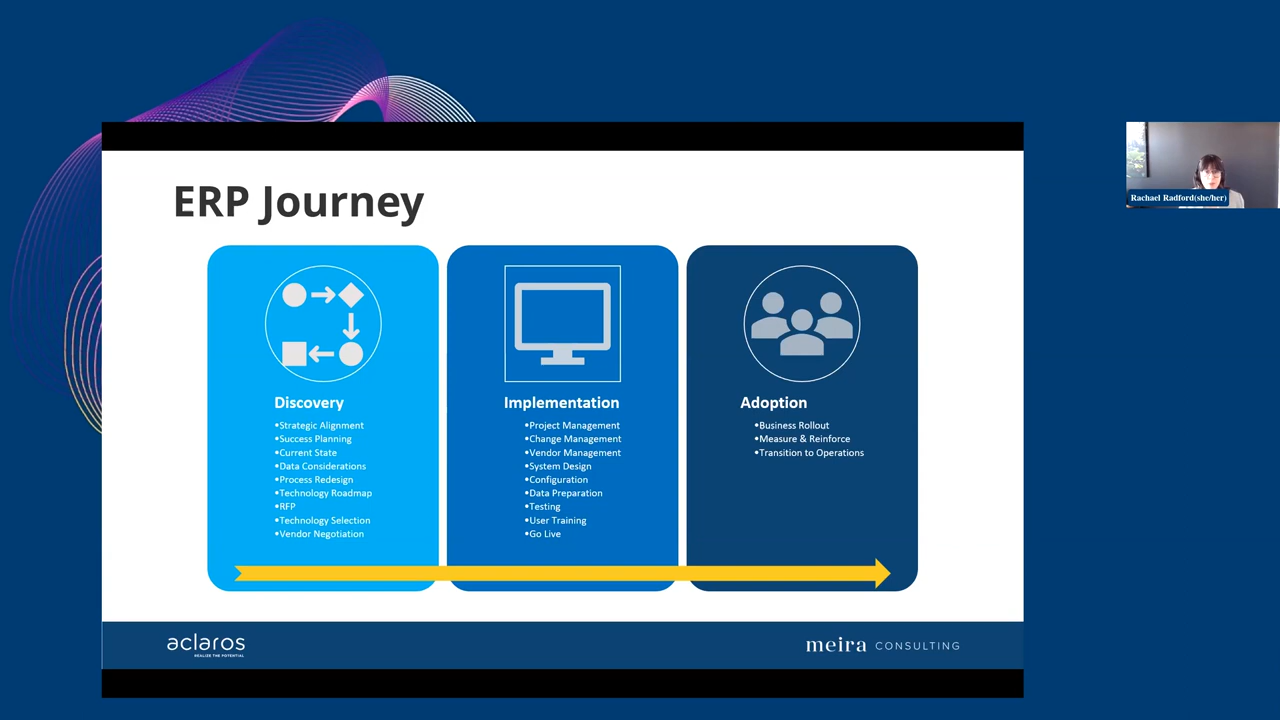 ERP Journey
Discovery
•Strategic Alignment
•Success Planning
•Current State
•Data Considerations
•Process Redesign
•Technology Roadmap
•RFP
•Technology Selection
•Vendor Negotiation
Implementation
•Project Management
•Change Management
•Vendor Management
•System Design
•Configuration
•Data Preparation
•Testing
•User Training
•Go Live
Adoption
•Business Rollout
•Measure & Reinforce
•Transition to Operations
aclaros
REALIZE THE POTENTIAL
meira CONSULTING
Rachael Radford(she/her)